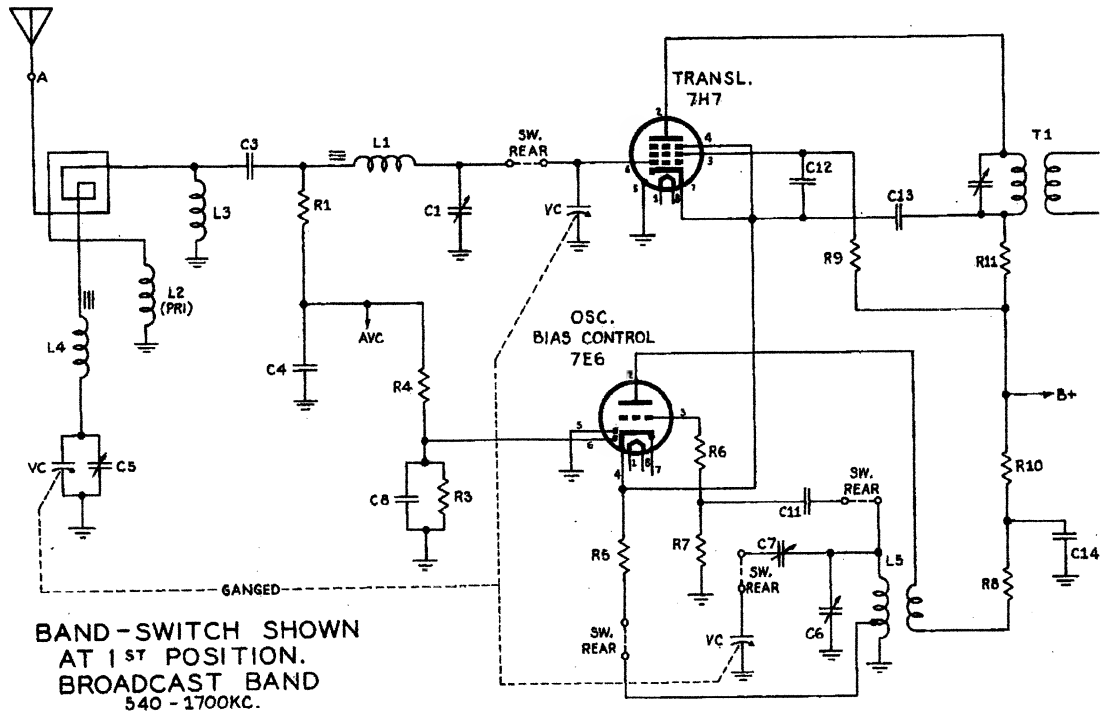 A
TRANSL.
7H7
T1
C3
L1
SW.
REAR
2
4
3
6
5
1
8
7
C12
C13
L3
R1
C1
VC
R9
R11
L2
(PRI)
L4
AVC
OSC.
BIAS CONTROL
7E6
C4
R4
2
B+
5
3
6
1
8
7
4
R6
R10
VC
C5
C8
R3
C11
SW.
REAR
C14
R5
R7
C7
L5
SW.
REAR
R8
GANGED
C6
VC
SW.
REAR
BAND-SWITCH SHOWN
AT 1ST POSITION.
BROADCAST BAND
540-1700KC.